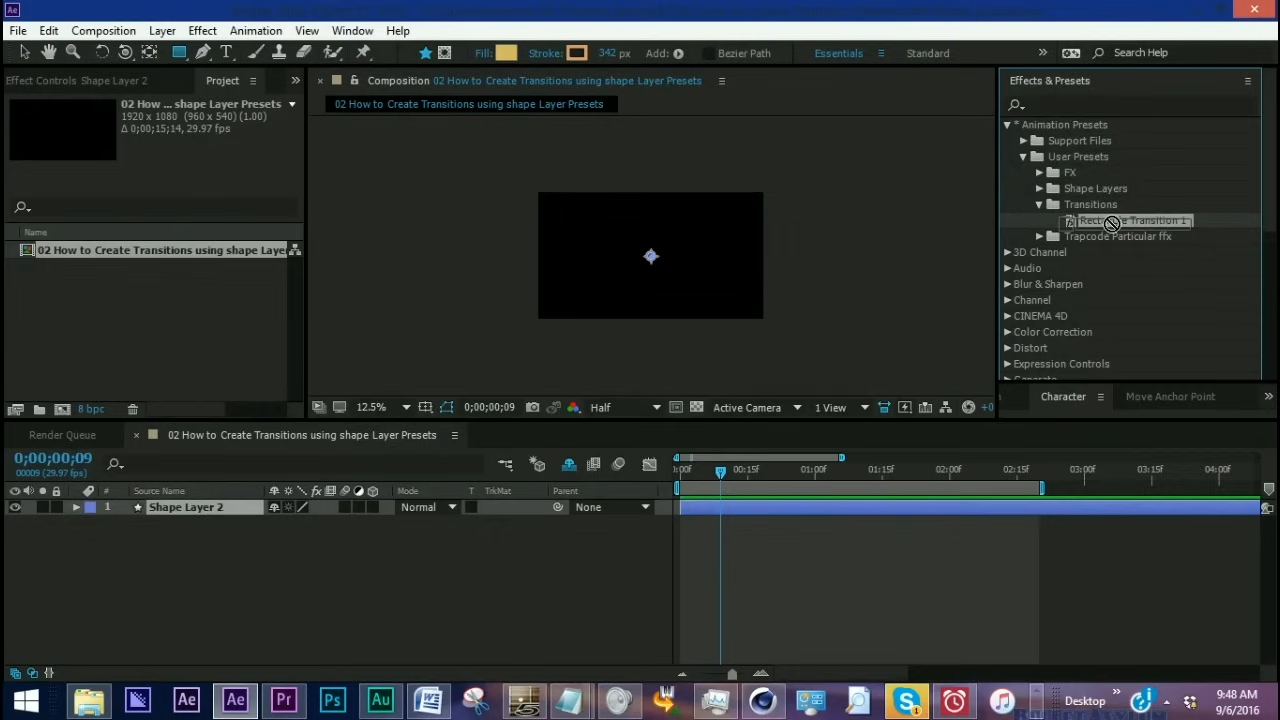 Ae
File Edit Composition Layer Effect Animation View Window Help
Fill: Stroke: 342 px Add: Bezier Path Essentials Standard Search Help
Effect Controls Shape Layer 2 Project
Composition 02 How to Create Transitions using shape Layer Presets
Effects & Presets
02 How ... shape Layer Presets
1920 x 1080 (960 x 540) (1.00)
Δ 0;00;15;14, 29.97 fps
02 How to Create Transitions using shape Layer Presets
* Animation Presets
Support Files
User Presets
FX
Shape Layers
Transitions
Transition 1
Trapcode Particular ffx
3D Channel
Audio
Blur & Sharpen
Channel
CINEMA 4D
Color Correction
Distort
Expression Controls
Name
02 How to Create Transitions using shape Laye
8 bpc
12.5% 0;00;00;09 Half Active Camera 1 View +0
Character Move Anchor Point
Render Queue 02 How to Create Transitions using shape Layer Presets
0;00;00;09
00009 (29.97 fps)
:00f 00:15f 01:00f 01:15f 02:00f 02:15f 03:00f 03:15f 04:00f
# Source Name Mode T TrkMat Parent
1 Shape Layer 2 Normal None
Ae Ae Pr Ps Au Desktop
9:48 AM
9/6/2016